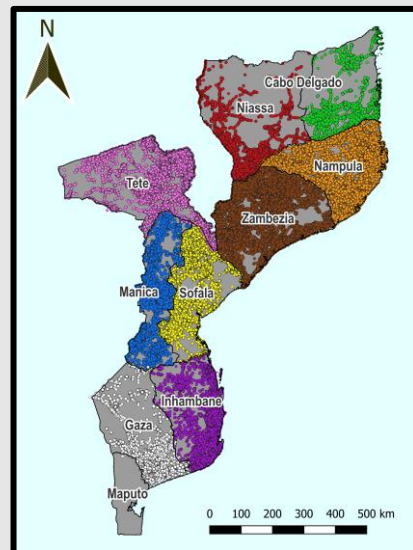 N
Cabo Delgado
Niassa
Nampula
Tete
Zambezia
Manica
Sofala
Inhambane
Gaza
Maputo
0 100 200 300 400 500 km